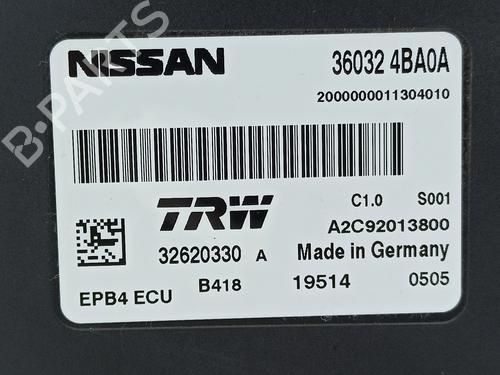 NISSAN 36032 4BA0A
2000000011304010
C1.0 S001
TRW A2C92013800
32620330 A Made in Germany
EPB4 ECU B418 19514 0505
B-PARTS